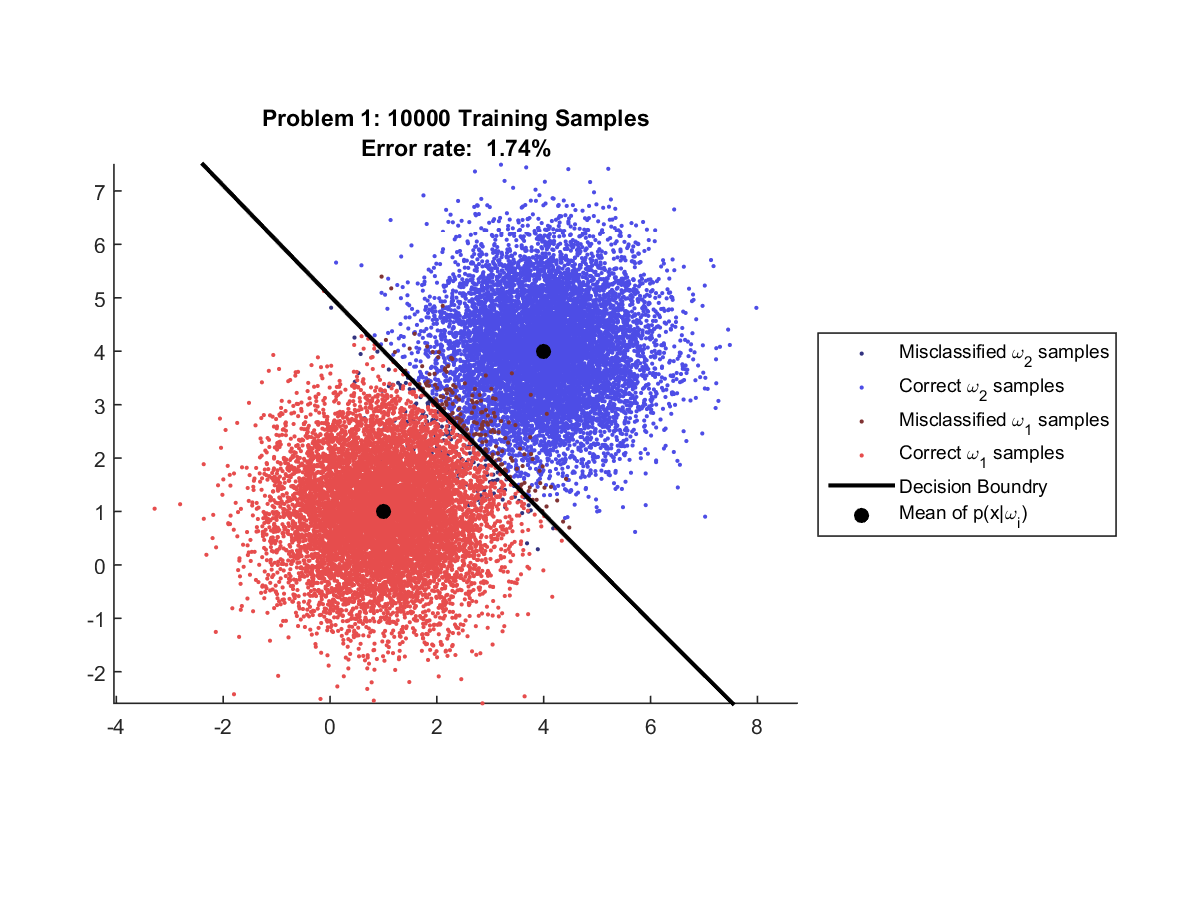 Problem 1: 10000 Training Samples
Error rate:  1.74%
7
6
5
4
3
2
1
0
-1
-2
-4 -2 0 2 4 6 8
Misclassified ω2 samples
Correct ω2 samples
Misclassified ω1 samples
Correct ω1 samples
Decision Boundry
Mean of p(x|ωi)